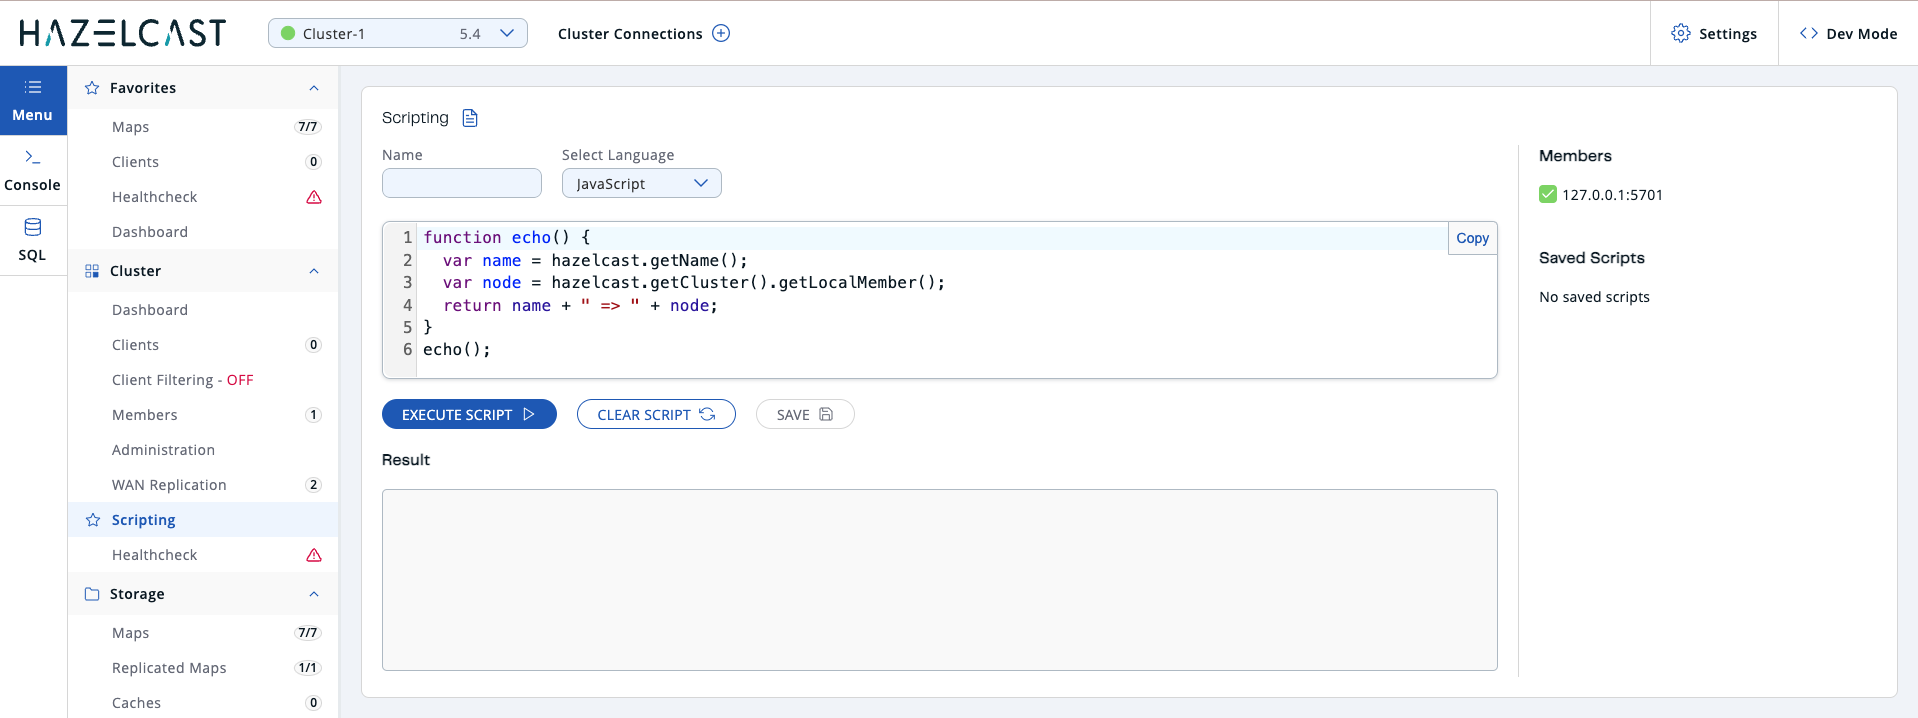 HAZELCAST
Cluster-1 5.4
Cluster Connections
Settings
Dev Mode
Menu
Console
SQL
Favorites
Maps 7/7
Clients 0
Healthcheck
Dashboard
Cluster
Dashboard
Clients 0
Client Filtering - OFF
Members 1
Administration
WAN Replication 2
Scripting
Healthcheck
Storage
Maps 7/7
Replicated Maps 1/1
Caches 0
Scripting
Name
Select Language
JavaScript
1 function echo() {
2   var name = hazelcast.getName();
3   var node = hazelcast.getCluster().getLocalMember();
4   return name + " => " + node;
5 }
6 echo();
Copy
EXECUTE SCRIPT
CLEAR SCRIPT
SAVE
Result
Members
127.0.0.1:5701
Saved Scripts
No saved scripts